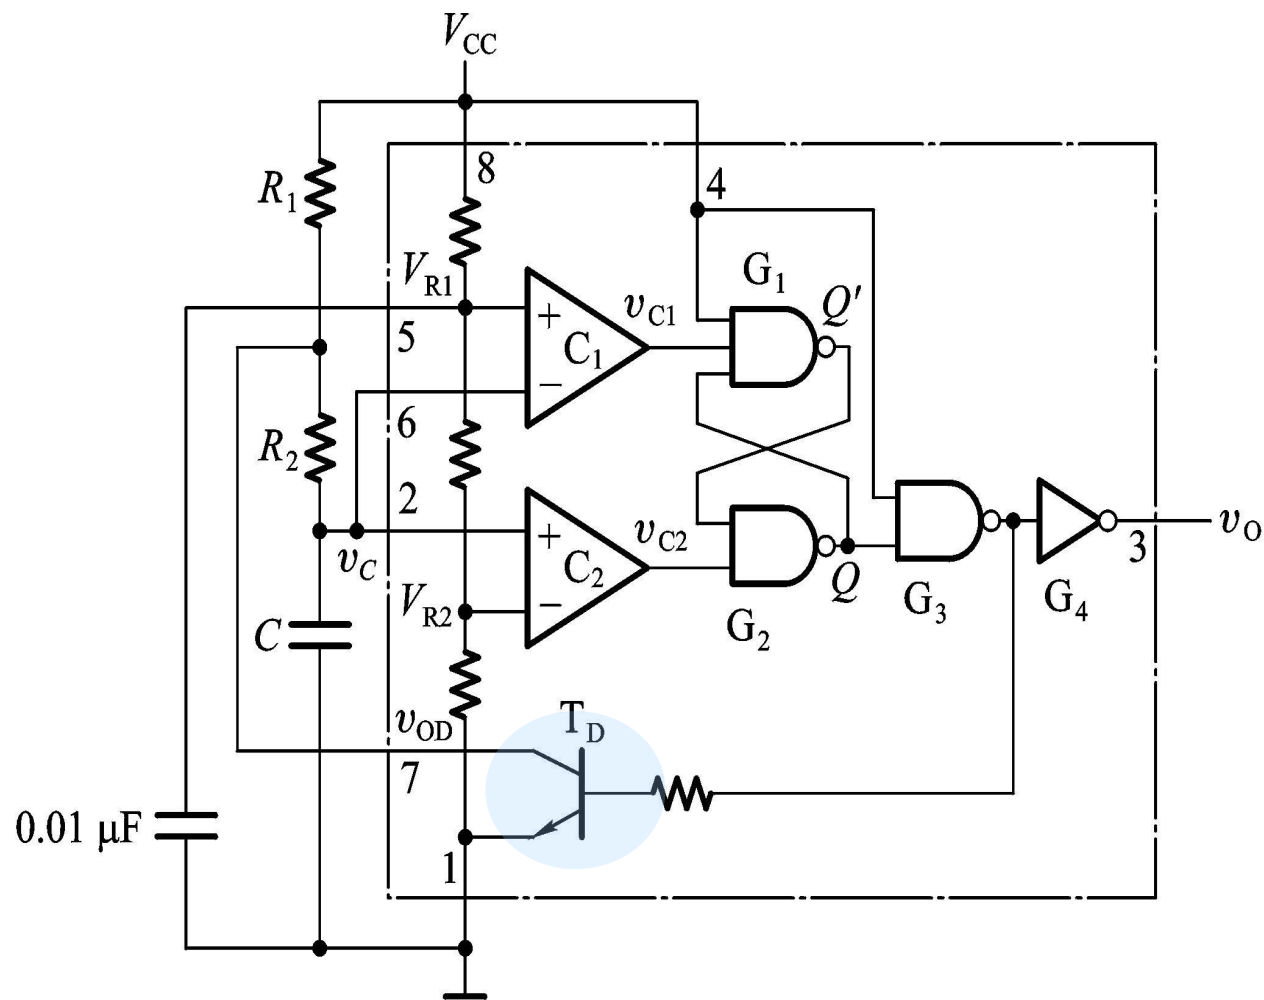 V_CC
8
4
R_1
V_R1
G_1
Q'
v_C1
+
C_1
−
5
6
R_2
2
v_C
+
C_2
−
v_C2
Q
G_2
G_3
G_4
3
v_O
V_R2
C
v_OD
T_D
7
0.01 μF
1